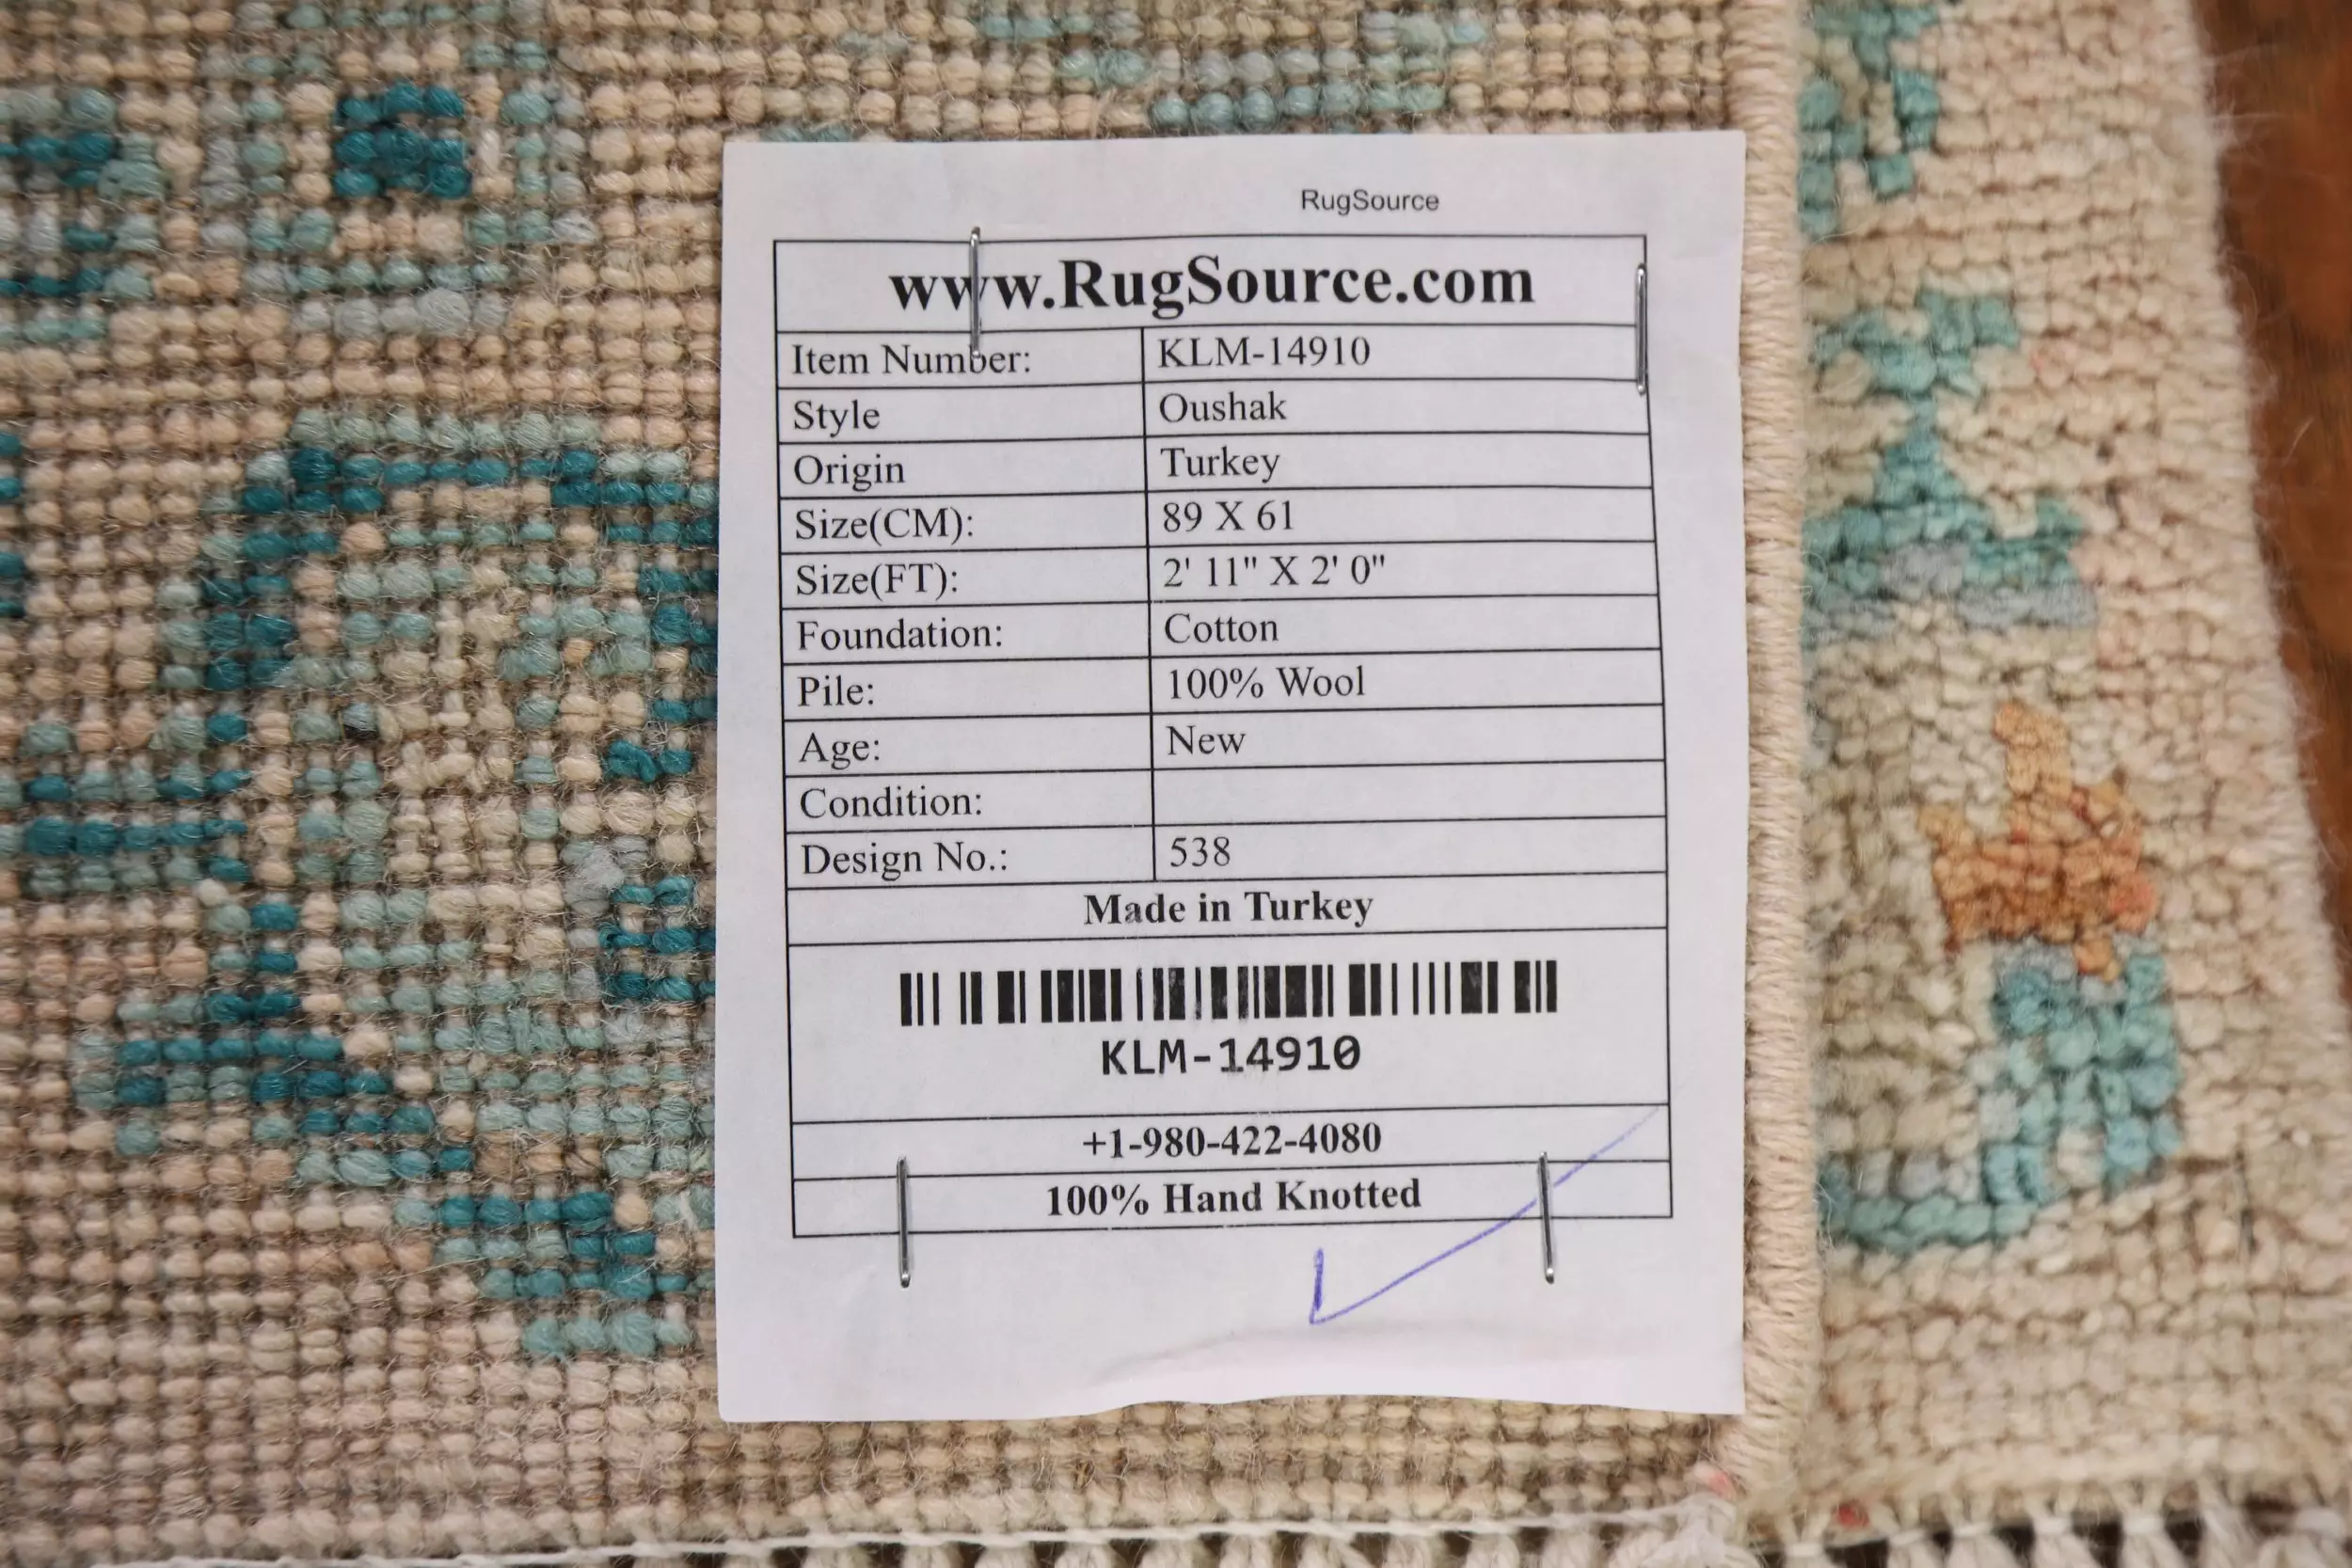 RugSource
www.RugSource.com
Item Number: KLM-14910
Style Oushak
Origin Turkey
Size(CM): 89 X 61
Size(FT): 2' 11" X 2' 0"
Foundation: Cotton
Pile: 100% Wool
Age: New
Condition:
Design No.: 538
Made in Turkey
KLM-14910
+1-980-422-4080
100% Hand Knotted